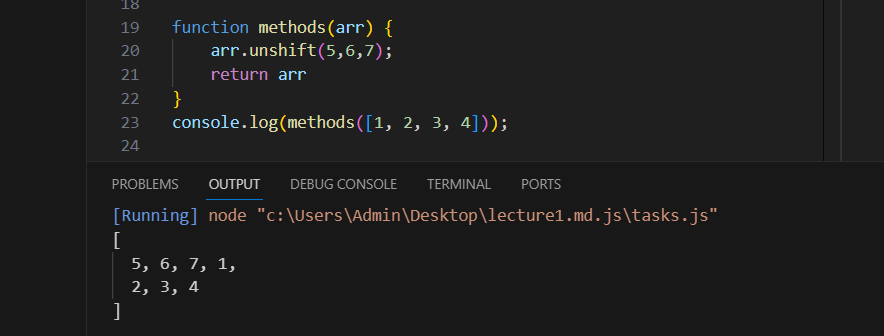 18
19 function methods(arr) {
20     arr.unshift(5,6,7);
21     return arr
22 }
23 console.log(methods([1, 2, 3, 4]));
24
PROBLEMS OUTPUT DEBUG CONSOLE TERMINAL PORTS
[Running] node "c:\Users\Admin\Desktop\lecture1.md.js\tasks.js"
[
  5, 6, 7, 1,
  2, 3, 4
]